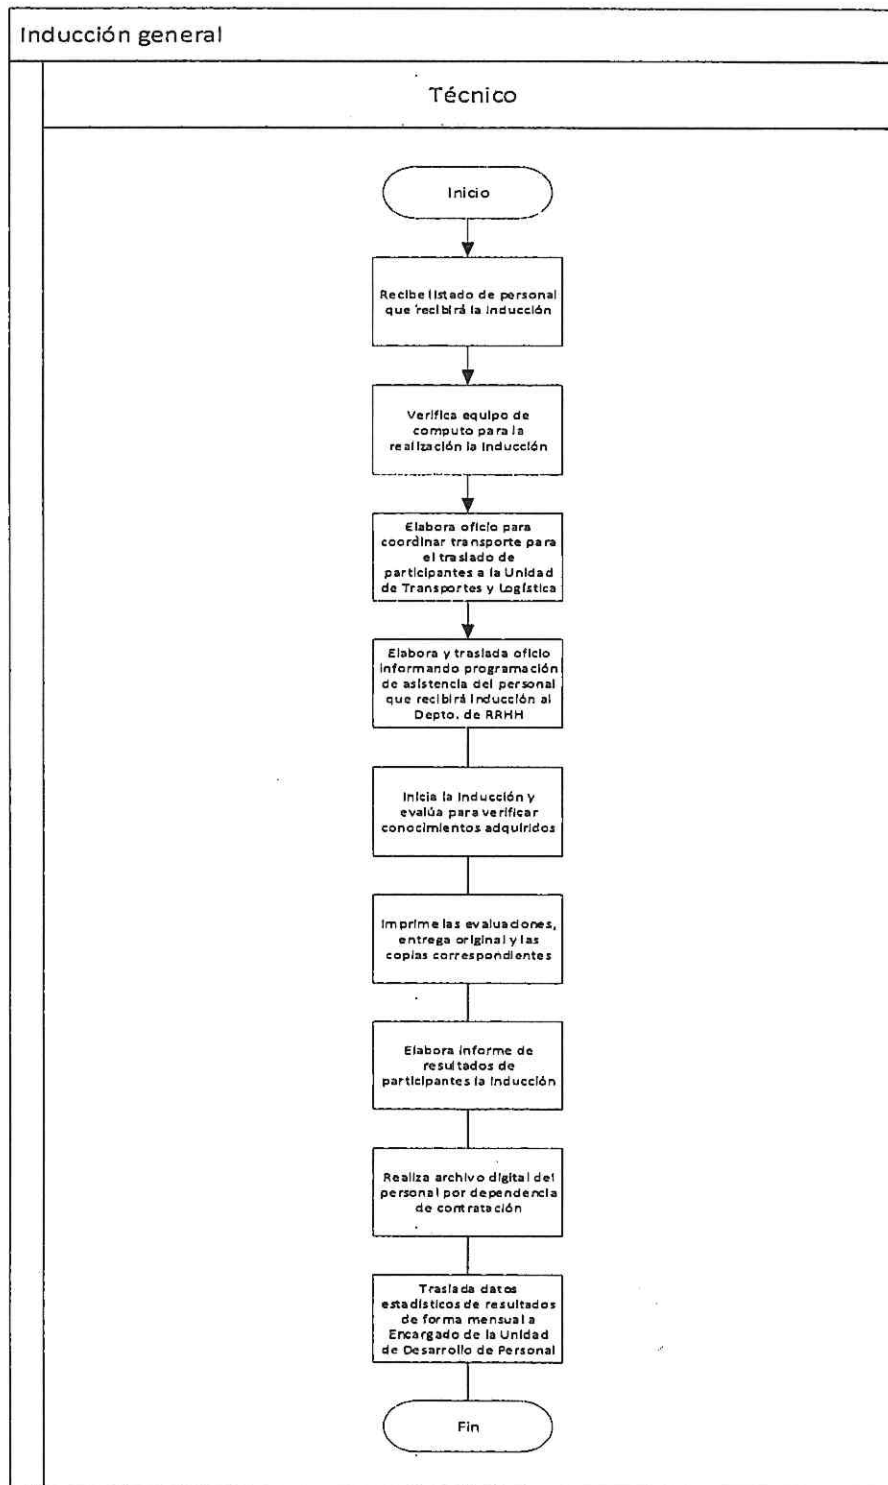 Inducción general
Técnico
Inicio
Recibe listado de personal
que recibirá la inducción
Verifica equipo de
computo para la
realización la inducción
Elabora oficio para
coordinar transporte para
el traslado de
participantes a la Unidad
de Transportes y Logística
Elabora y traslada oficio
informando programación
de asistencia del personal
que recibirá inducción al
Depto. de RRHH
Inicia la inducción y
evalúa para verificar
conocimientos adquiridos
Imprime las evaluaciones,
entrega original y las
copias correspondientes
Elabora informe de
resultados de
participantes la inducción
Realiza archivo digital del
personal por dependencia
de contratación
Traslada datos
estadísticos de resultados
de forma mensual a
Encargado de la Unidad
de Desarrollo de Personal
Fin